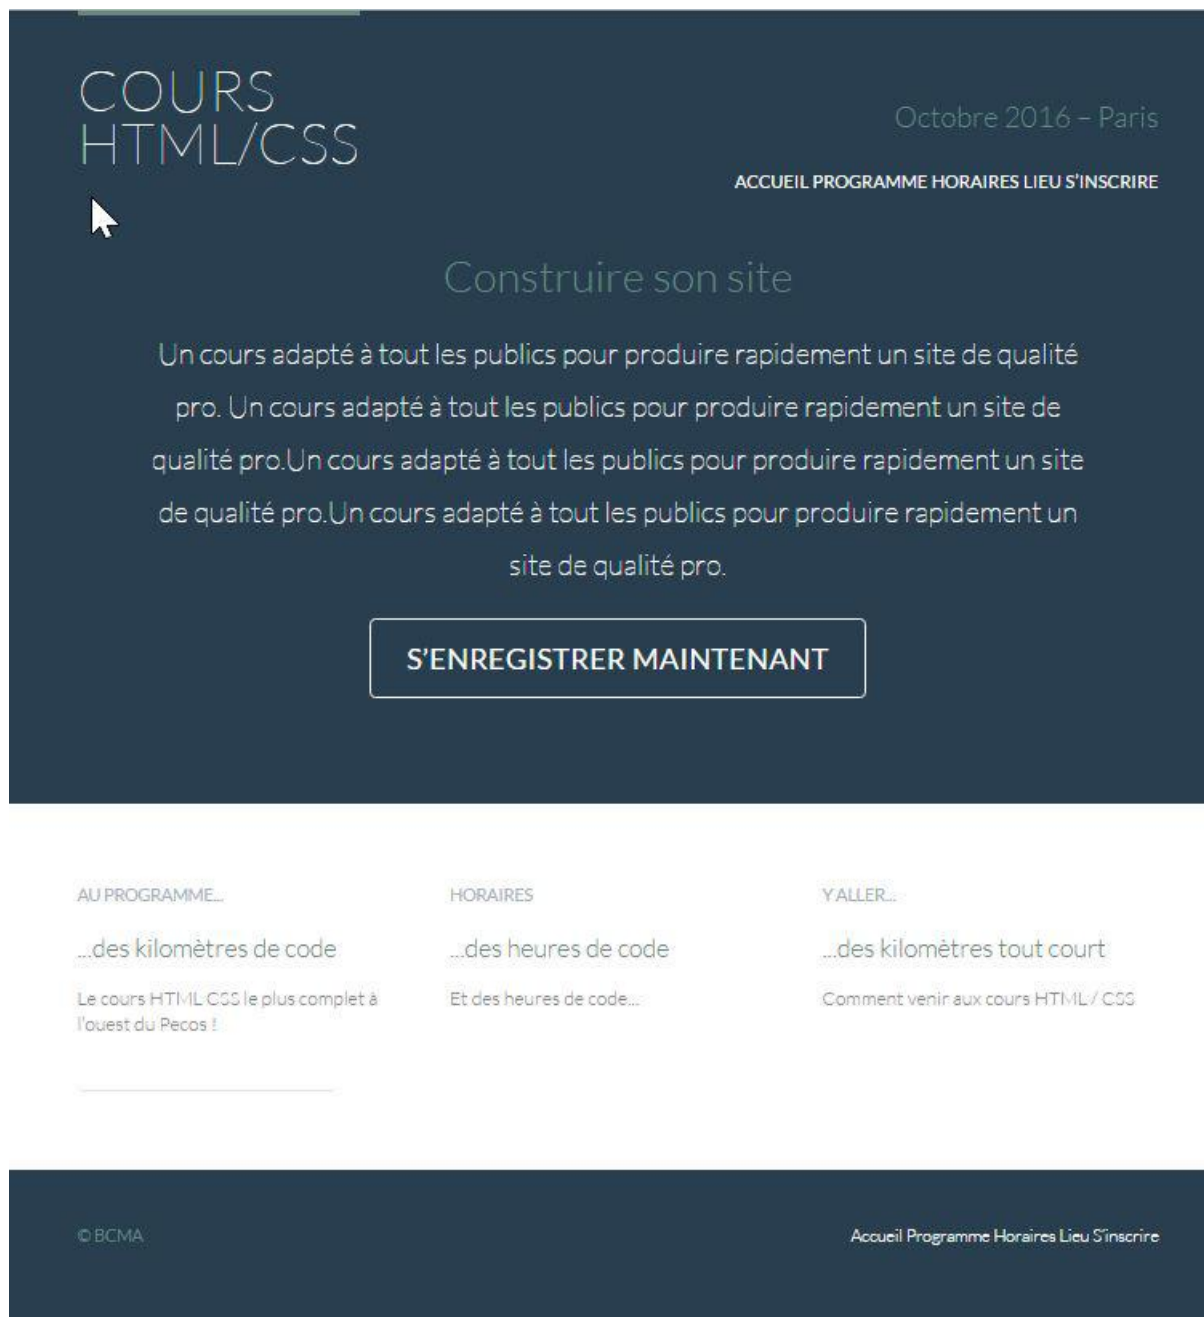 COURS
HTML/CSS
Octobre 2016 – Paris
ACCUEIL PROGRAMME HORAIRES LIEU S’INSCRIRE
Construire son site
Un cours adapté à tout les publics pour produire rapidement un site de qualité
pro. Un cours adapté à tout les publics pour produire rapidement un site de
qualité pro.Un cours adapté à tout les publics pour produire rapidement un site
de qualité pro.Un cours adapté à tout les publics pour produire rapidement un
site de qualité pro.
S’ENREGISTRER MAINTENANT
AU PROGRAMME...
...des kilomètres de code
Le cours HTML CSS le plus complet à
l’ouest du Pecos !
HORAIRES
...des heures de code
Et des heures de code...
Y ALLER...
...des kilomètres tout court
Comment venir aux cours HTML / CSS
© BCMA
Accueil Programme Horaires Lieu S’inscrire